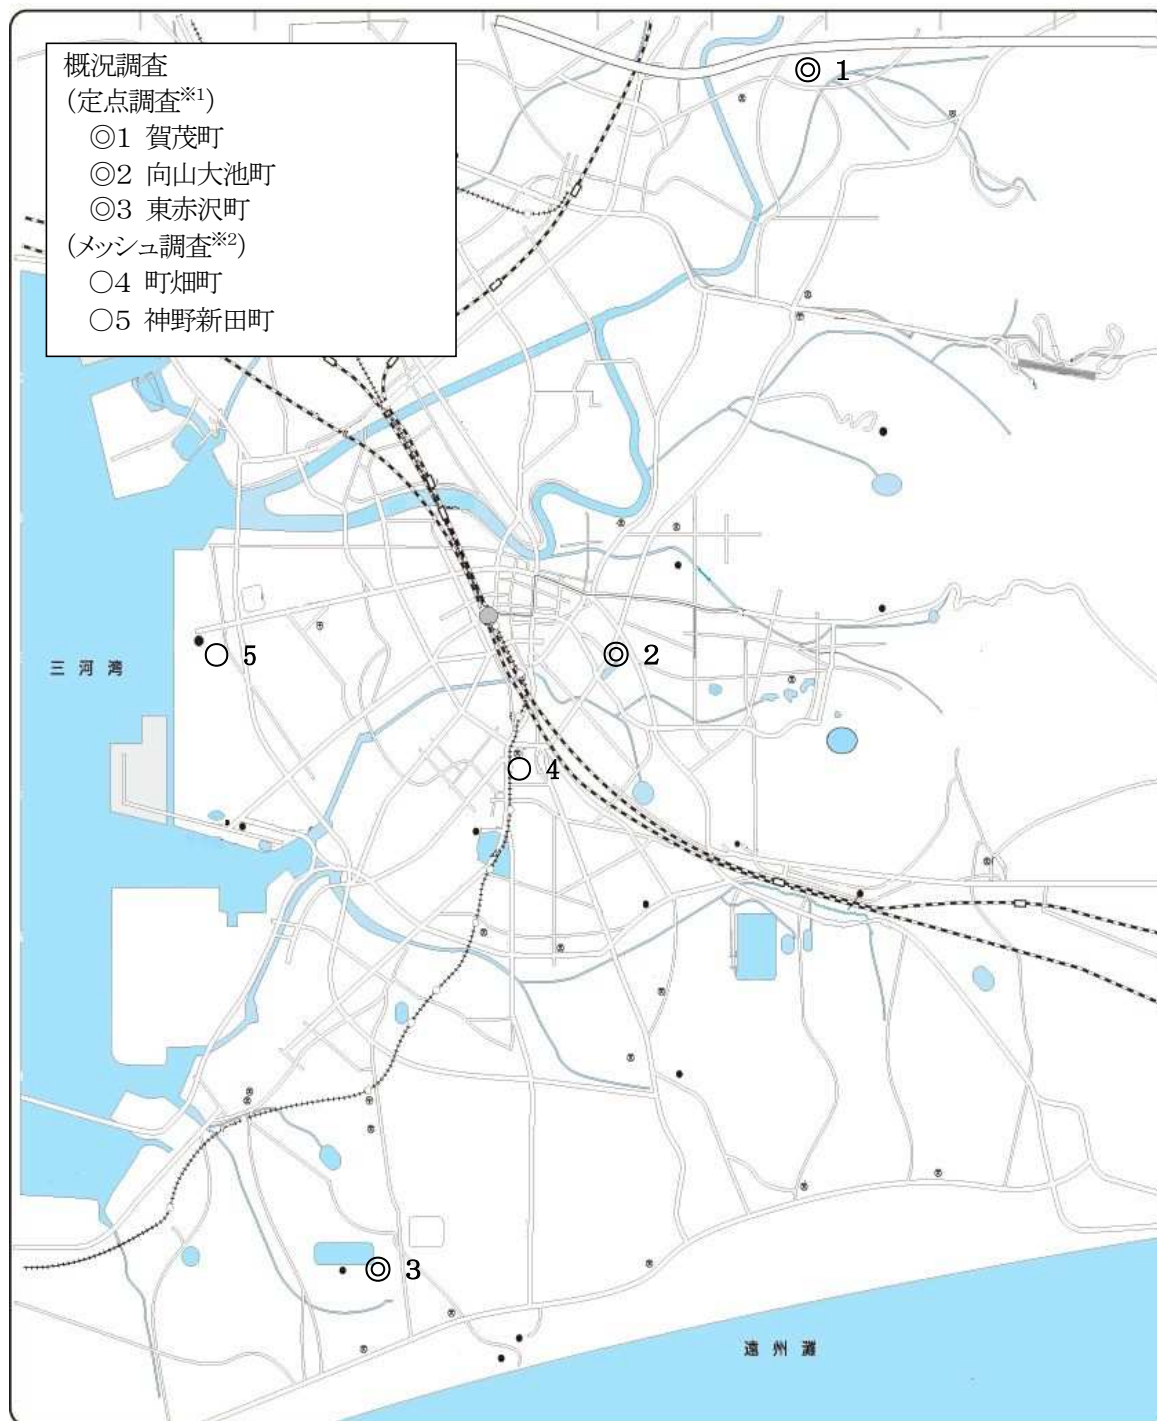 概況調査
(定点調査※1)
◎1 賀茂町
◎2 向山大池町
◎3 東赤沢町
(メッシュ調査※2)
○4 町畑町
○5 神野新田町
◎ 1
○ 5
◎ 2
三河湾
○ 4
◎ 3
遠州灘